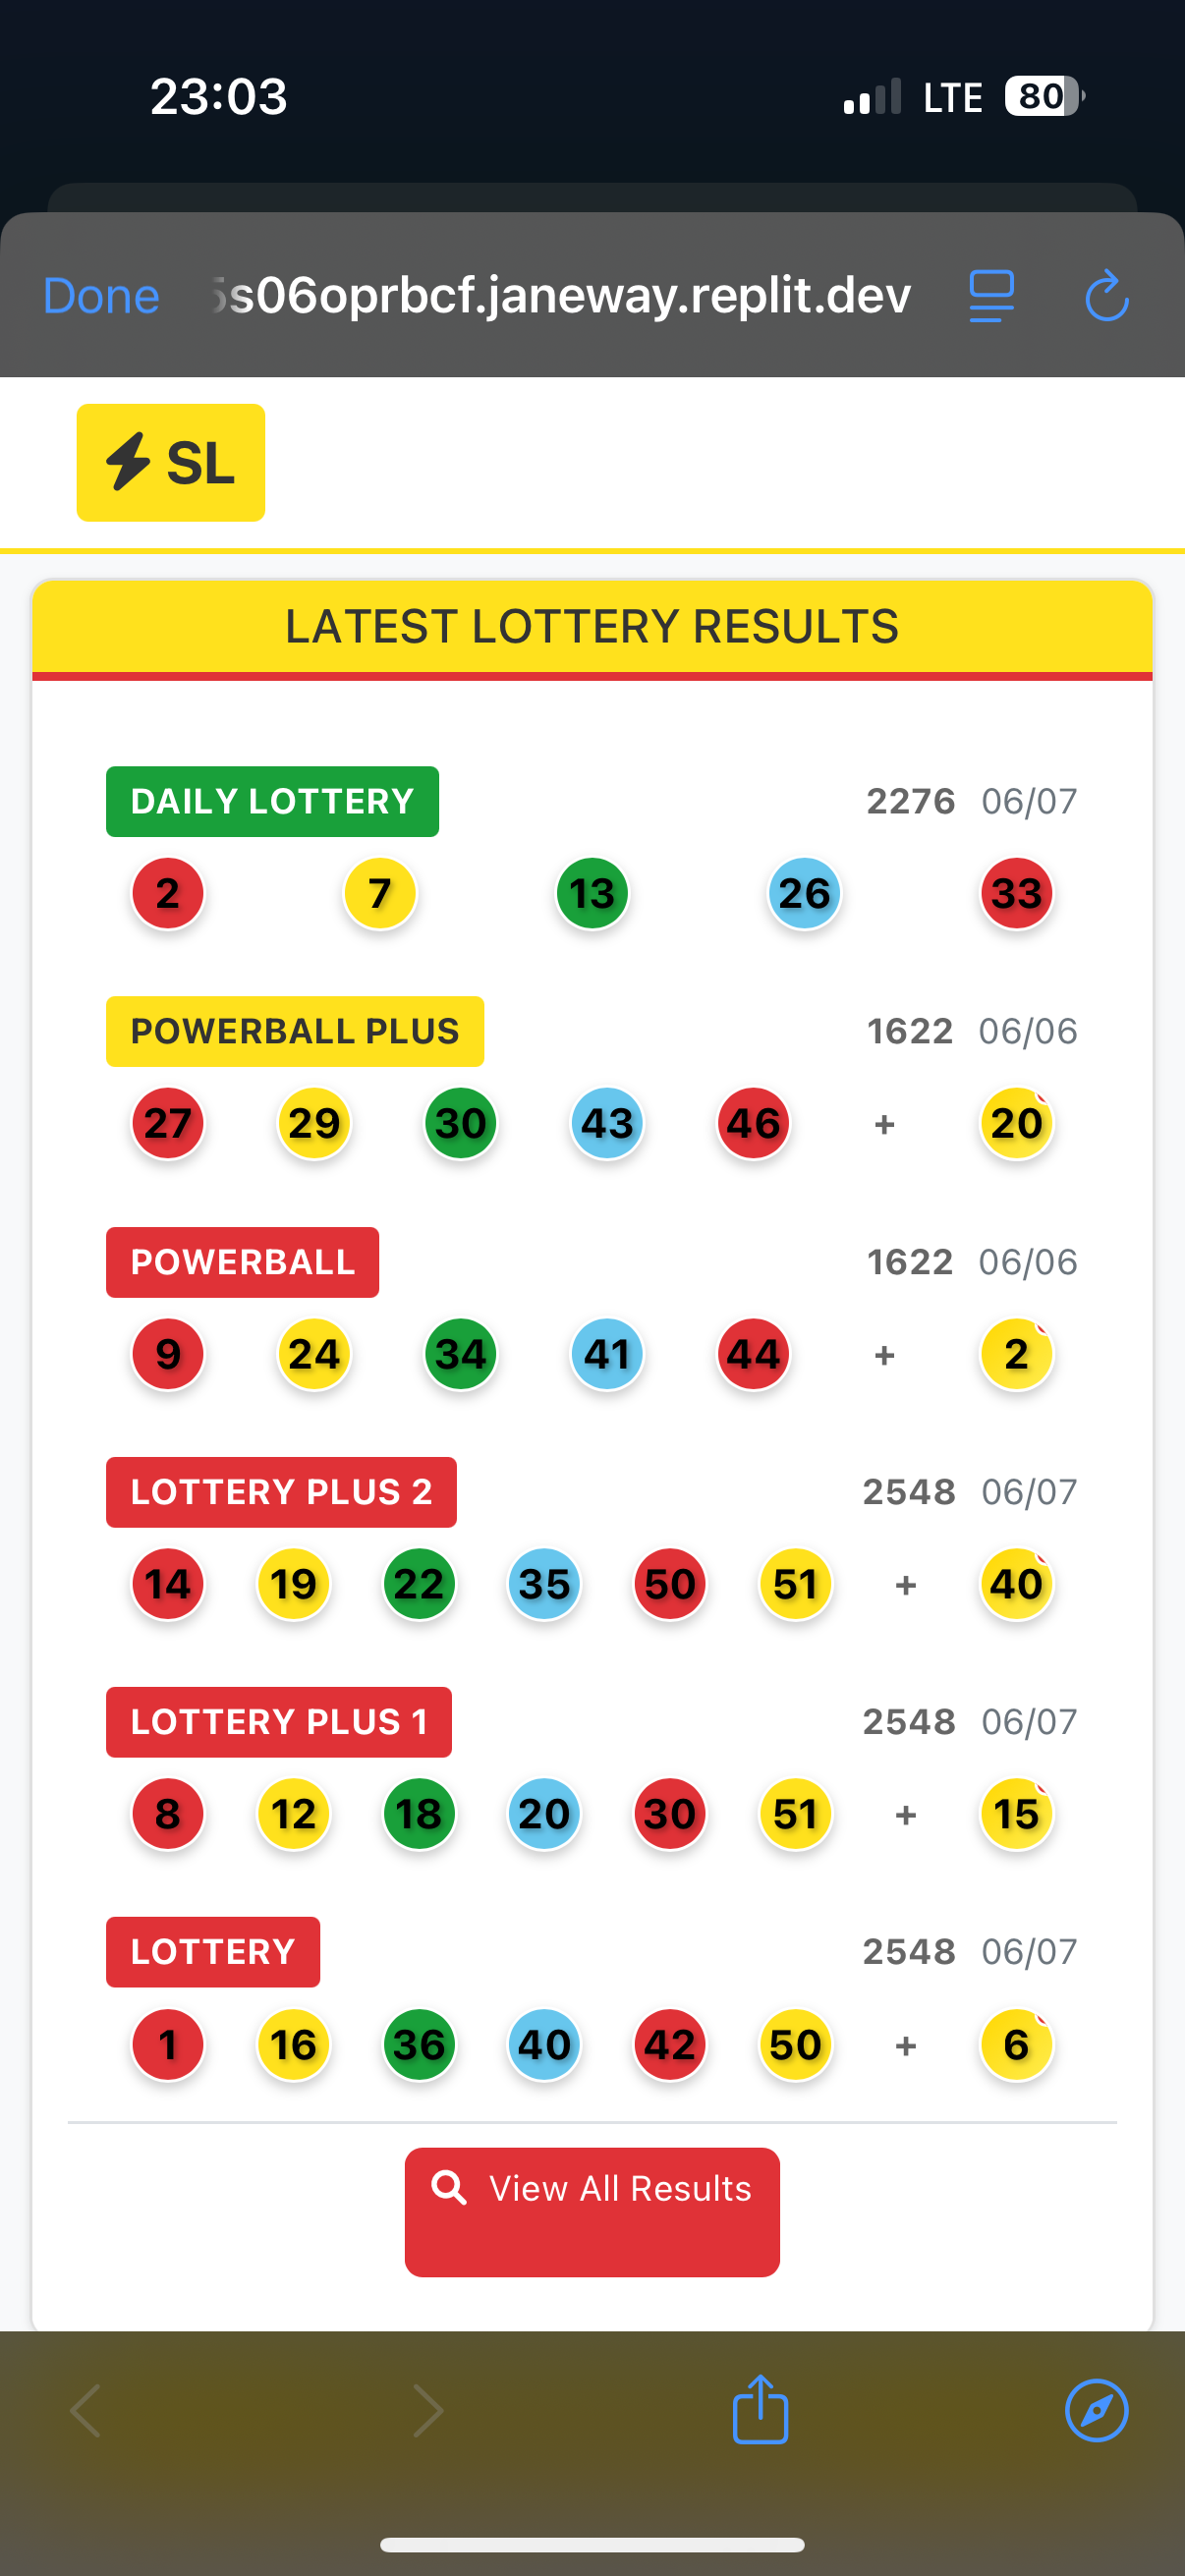 23:03 LTE 80
Done 5s06oprbcf.janeway.replit.dev
SL
LATEST LOTTERY RESULTS
DAILY LOTTERY 2276 06/07
2 7 13 26 33
POWERBALL PLUS 1622 06/06
27 29 30 43 46 + 20
POWERBALL 1622 06/06
9 24 34 41 44 + 2
LOTTERY PLUS 2 2548 06/07
14 19 22 35 50 51 + 40
LOTTERY PLUS 1 2548 06/07
8 12 18 20 30 51 + 15
LOTTERY 2548 06/07
1 16 36 40 42 50 + 6
View All Results